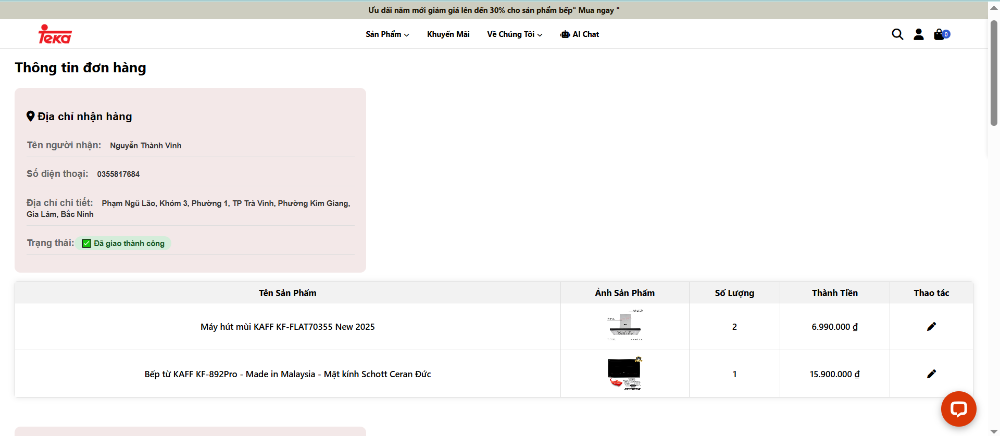 Ưu đãi năm mới giảm giá lên đến 30% cho sản phẩm bếp" Mua ngay "
Teka
Sản Phẩm
Khuyến Mãi
Về Chúng Tôi
AI Chat
0
Thông tin đơn hàng
Địa chỉ nhận hàng
Tên người nhận: Nguyễn Thành Vinh
Số điện thoại: 0355817684
Địa chỉ chi tiết: Phạm Ngũ Lão, Khóm 3, Phường 1, TP Trà Vinh, Phường Kim Giang,
Gia Lâm, Bắc Ninh
Trạng thái: Đã giao thành công
Tên Sản Phẩm Ảnh Sản Phẩm Số Lượng Thành Tiền Thao tác
Máy hút mùi KAFF KF-FLAT70355 New 2025 2 6.990.000 ₫
Bếp từ KAFF KF-892Pro - Made in Malaysia - Mặt kính Schott Ceran Đức 1 15.900.000 ₫